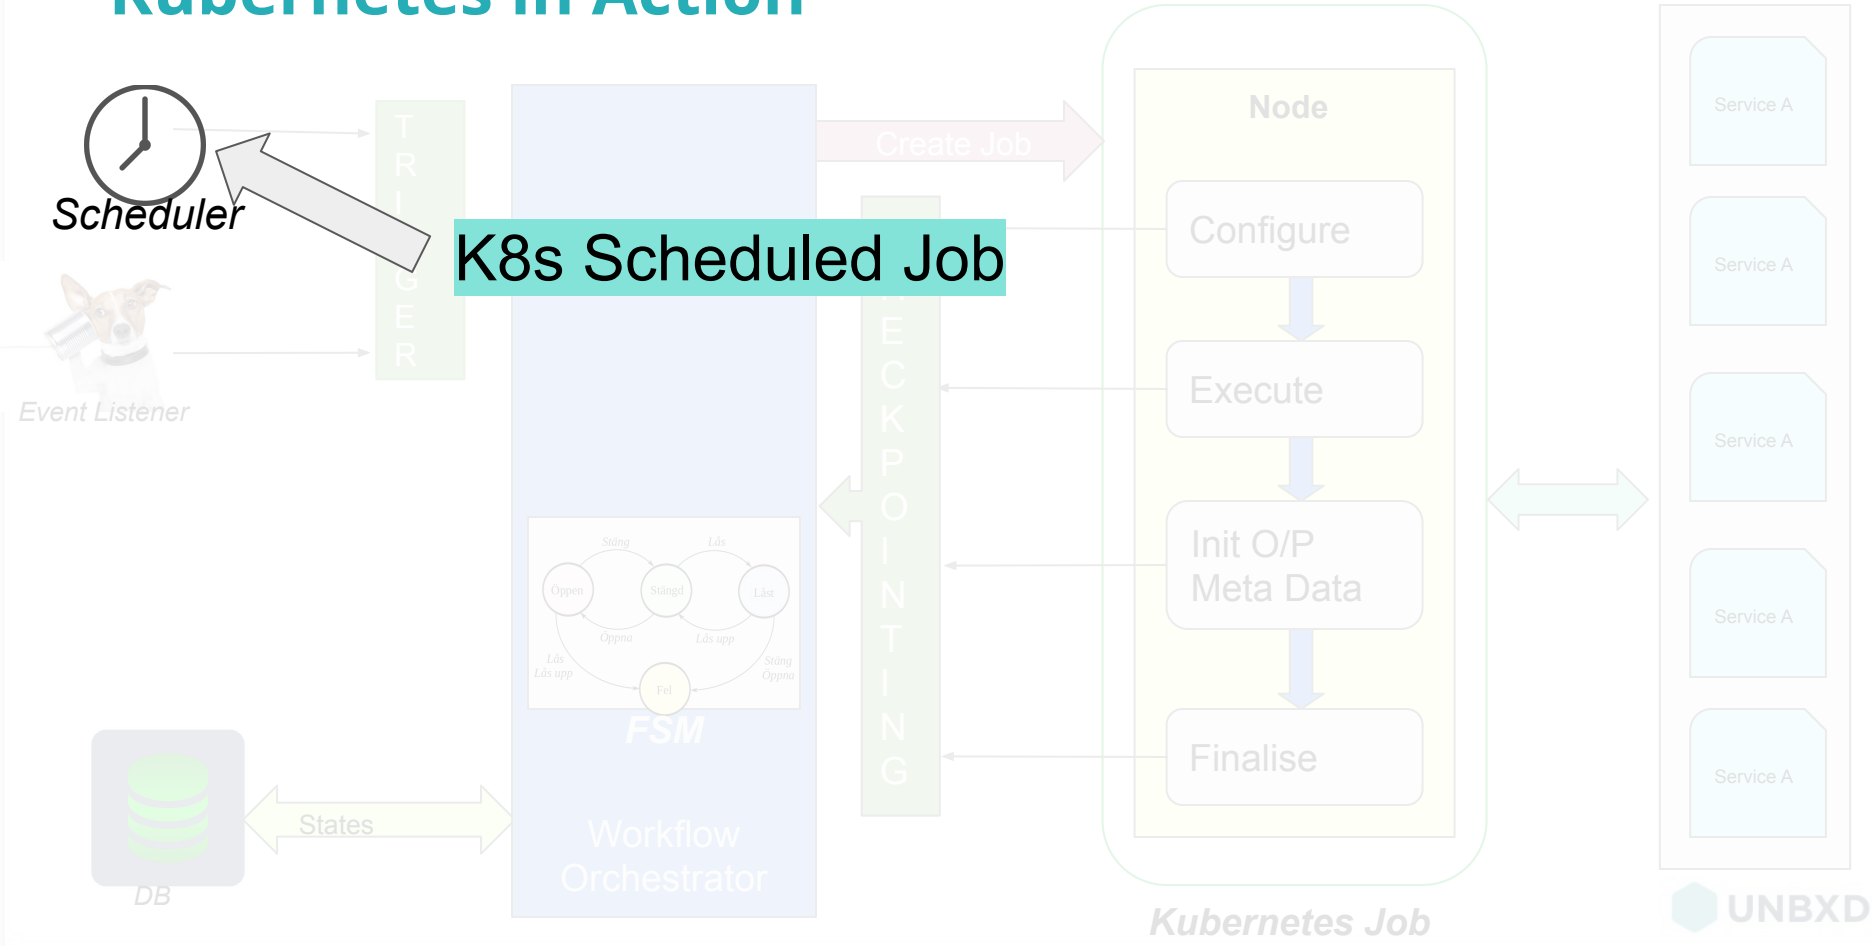 Kubernetes in Action
Scheduler
Event Listener
T
R
I
G
E
R
K8s Scheduled Job
Create Job
Node
Configure
Execute
Init O/P
Meta Data
Finalise
E
C
K
P
O
I
N
T
I
N
G
Stäng
Lås
Öppen
Stängd
Låst
Öppna
Lås upp
Lås
Lås upp
Stäng
Öppna
Fel
FSM
Workflow
Orchestrator
States
DB
Kubernetes Job
Service A
Service A
Service A
Service A
Service A
UNBXD